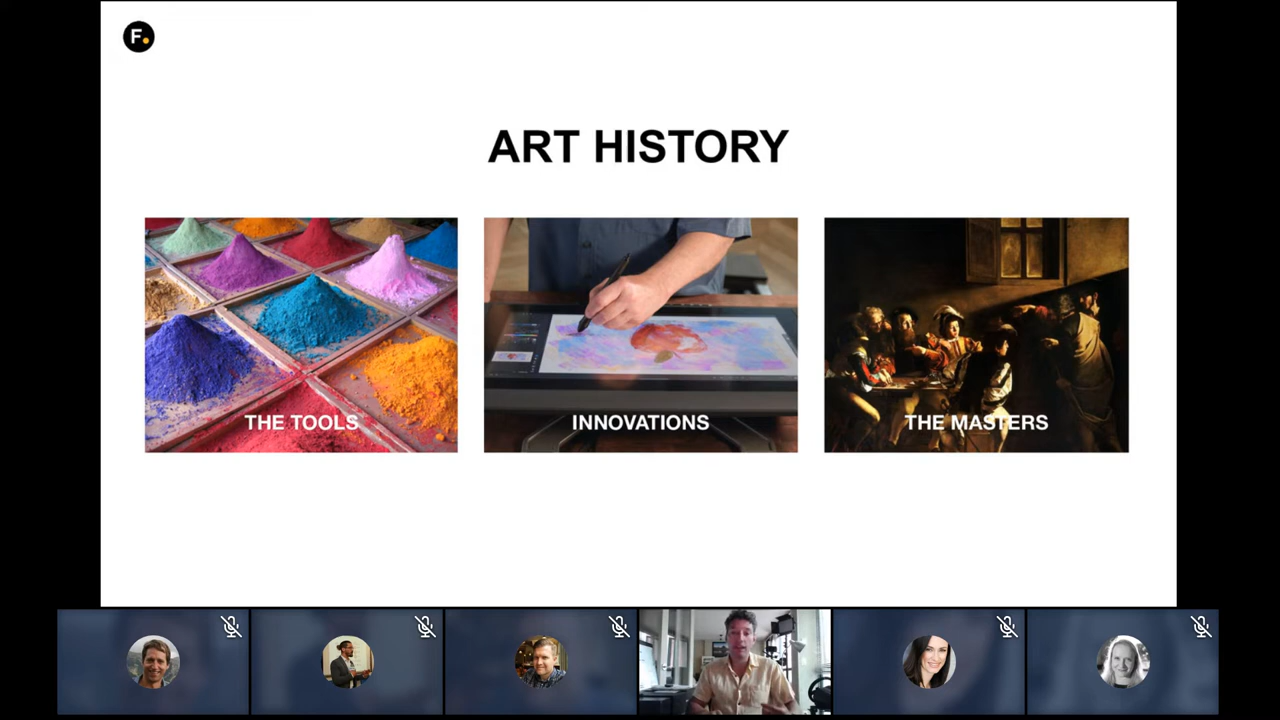 F.
ART HISTORY
THE TOOLS
INNOVATIONS
THE MASTERS